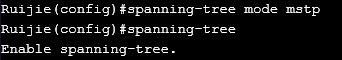 Ruijie(config)#spanning-tree mode mstp
Ruijie(config)#spanning-tree
Enable spanning-tree.